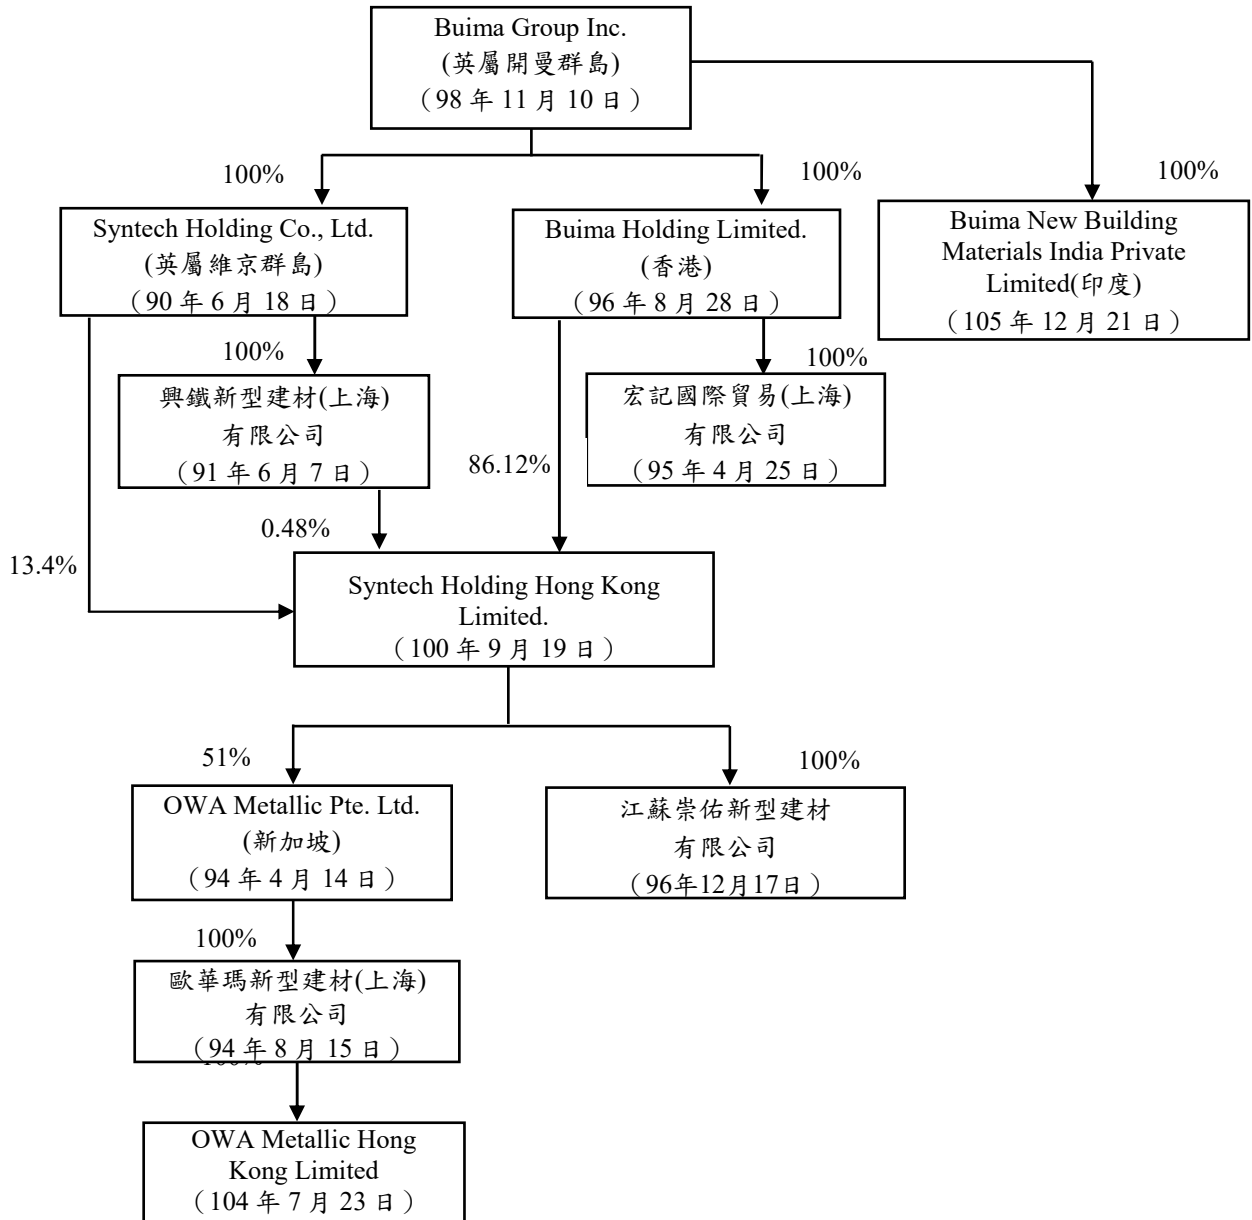 Buima Group Inc.
(英屬開曼群島)
（98 年 11 月 10 日）
100%
100%
100%
Syntech Holding Co., Ltd.
(英屬維京群島)
（90 年 6 月 18 日）
Buima Holding Limited.
(香港)
（96 年 8 月 28 日）
Buima New Building
Materials India Private
Limited(印度)
（105 年 12 月 21 日）
100%
100%
興鐵新型建材(上海)
有限公司
（91 年 6 月 7 日）
宏記國際貿易(上海)
有限公司
（95 年 4 月 25 日）
86.12%
0.48%
13.4%
Syntech Holding Hong Kong
Limited.
（100 年 9 月 19 日）
51%
100%
OWA Metallic Pte. Ltd.
(新加坡)
（94 年 4 月 14 日）
江蘇崇佑新型建材
有限公司
（96年12月17日）
100%
歐華瑪新型建材(上海)
有限公司
（94 年 8 月 15 日）
OWA Metallic Hong
Kong Limited
（104 年 7 月 23 日）